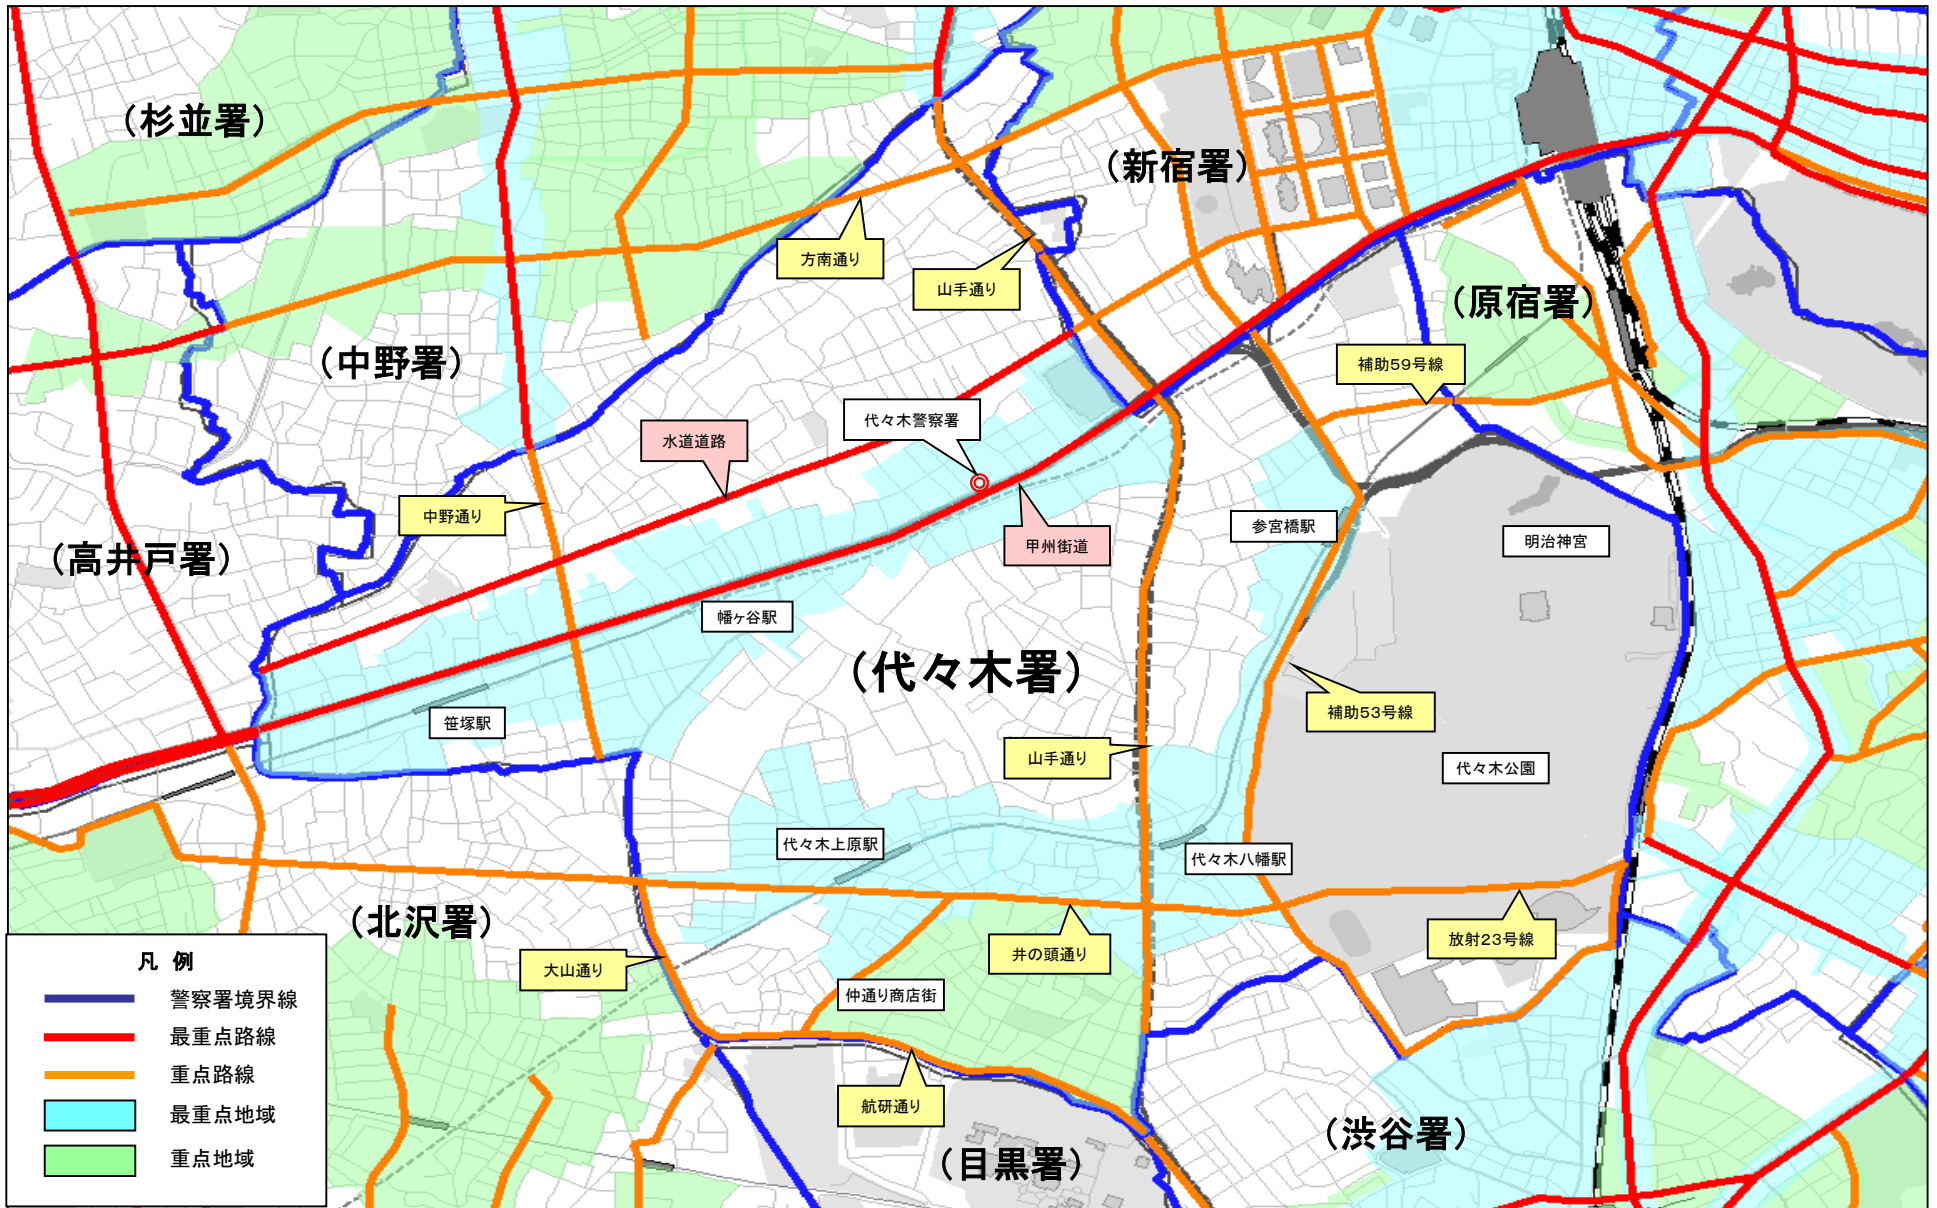 （杉並署）
（新宿署）
方南通り
山手通り
（原宿署）
（中野署）
補助59号線
代々木警察署
水道道路
中野通り
参宮橋駅
明治神宮
甲州街道
（高井戸署）
幡ヶ谷駅
（代々木署）
笹塚駅
補助53号線
山手通り
代々木公園
代々木上原駅
代々木八幡駅
（北沢署）
放射23号線
井の頭通り
大山通り
仲通り商店街
航研通り
（渋谷署）
（目黒署）
凡 例
警察署境界線
最重点路線
重点路線
最重点地域
重点地域